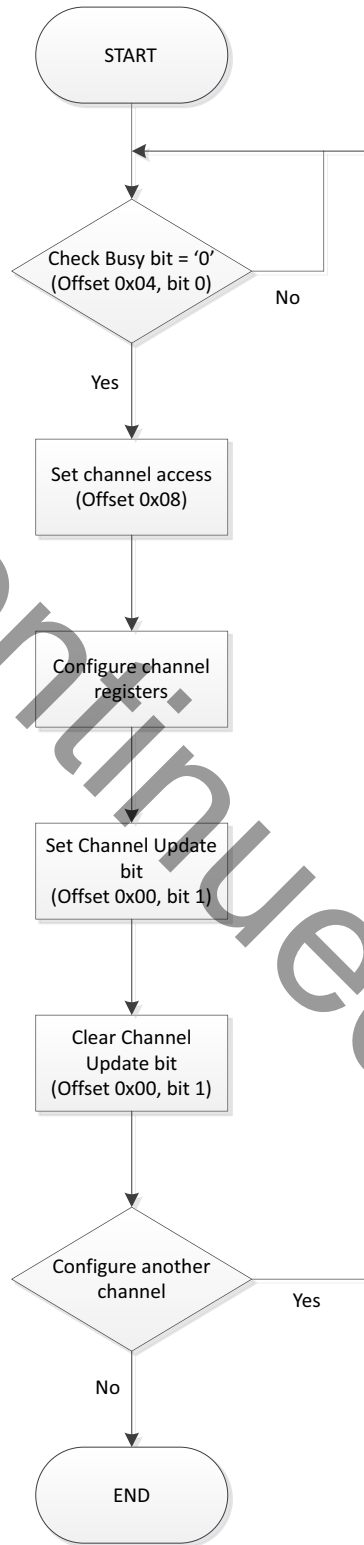 START
Check Busy bit = ‘0’
(Offset 0x04, bit 0)
No
Yes
Set channel access
(Offset 0x08)
Configure channel
registers
Set Channel Update
bit
(Offset 0x00, bit 1)
Clear Channel
Update bit
(Offset 0x00, bit 1)
Configure another
channel
Yes
No
END
ontinue